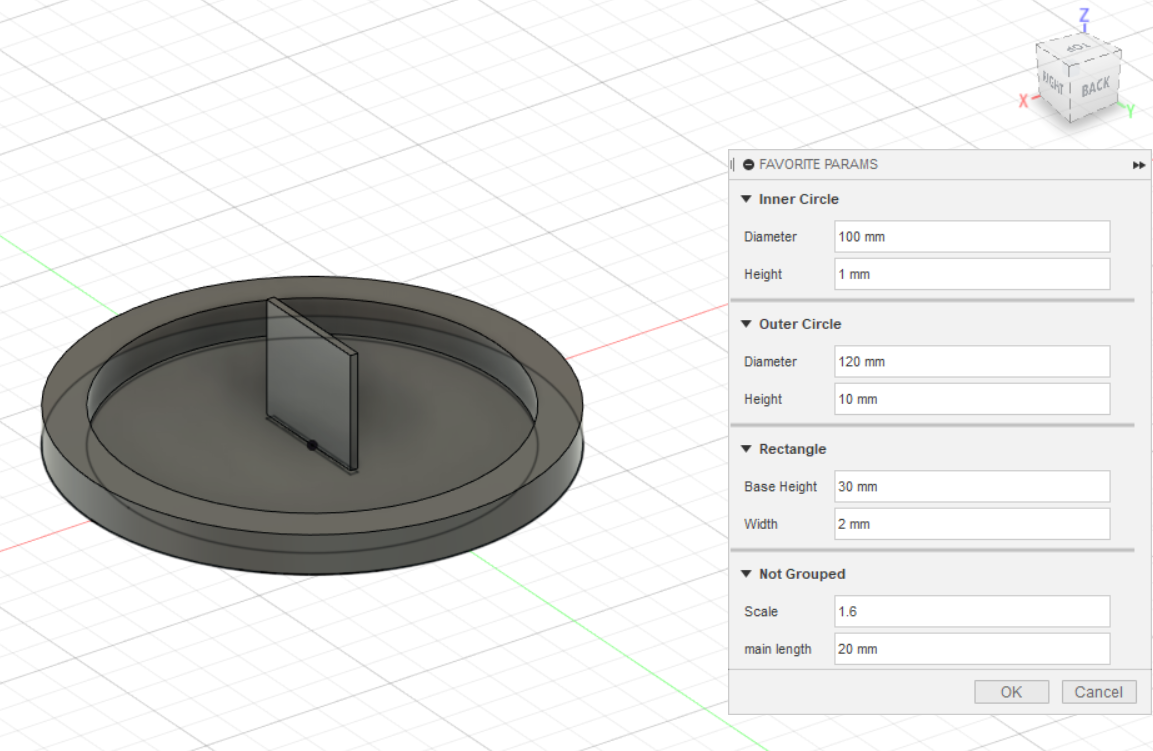 Z
TOP
RIGHT
BACK
X
Y
FAVORITE PARAMS
Inner Circle
Diameter 100 mm
Height 1 mm
Outer Circle
Diameter 120 mm
Height 10 mm
Rectangle
Base Height 30 mm
Width 2 mm
Not Grouped
Scale 1.6
main length 20 mm
OK Cancel